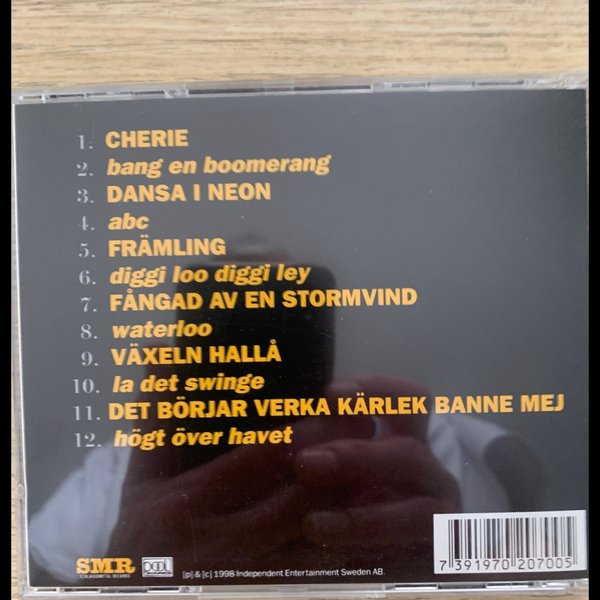 1. CHERIE
2. bang en boomerang
3. DANSA I NEON
4. abc
5. FRÄMLING
6. diggi loo diggi ley
7. FÅNGAD AV EN STORMVIND
8. waterloo
9. VÄXELN HALLÅ
10. la det swinge
11. DET BÖRJAR VERKA KÄRLEK BANNE MEJ
12. högt över havet
SMR
SCHLAGERMETAL RECORDS
[p] & [c] 1998 Independent Entertainment Sweden AB.
7 391970 207005